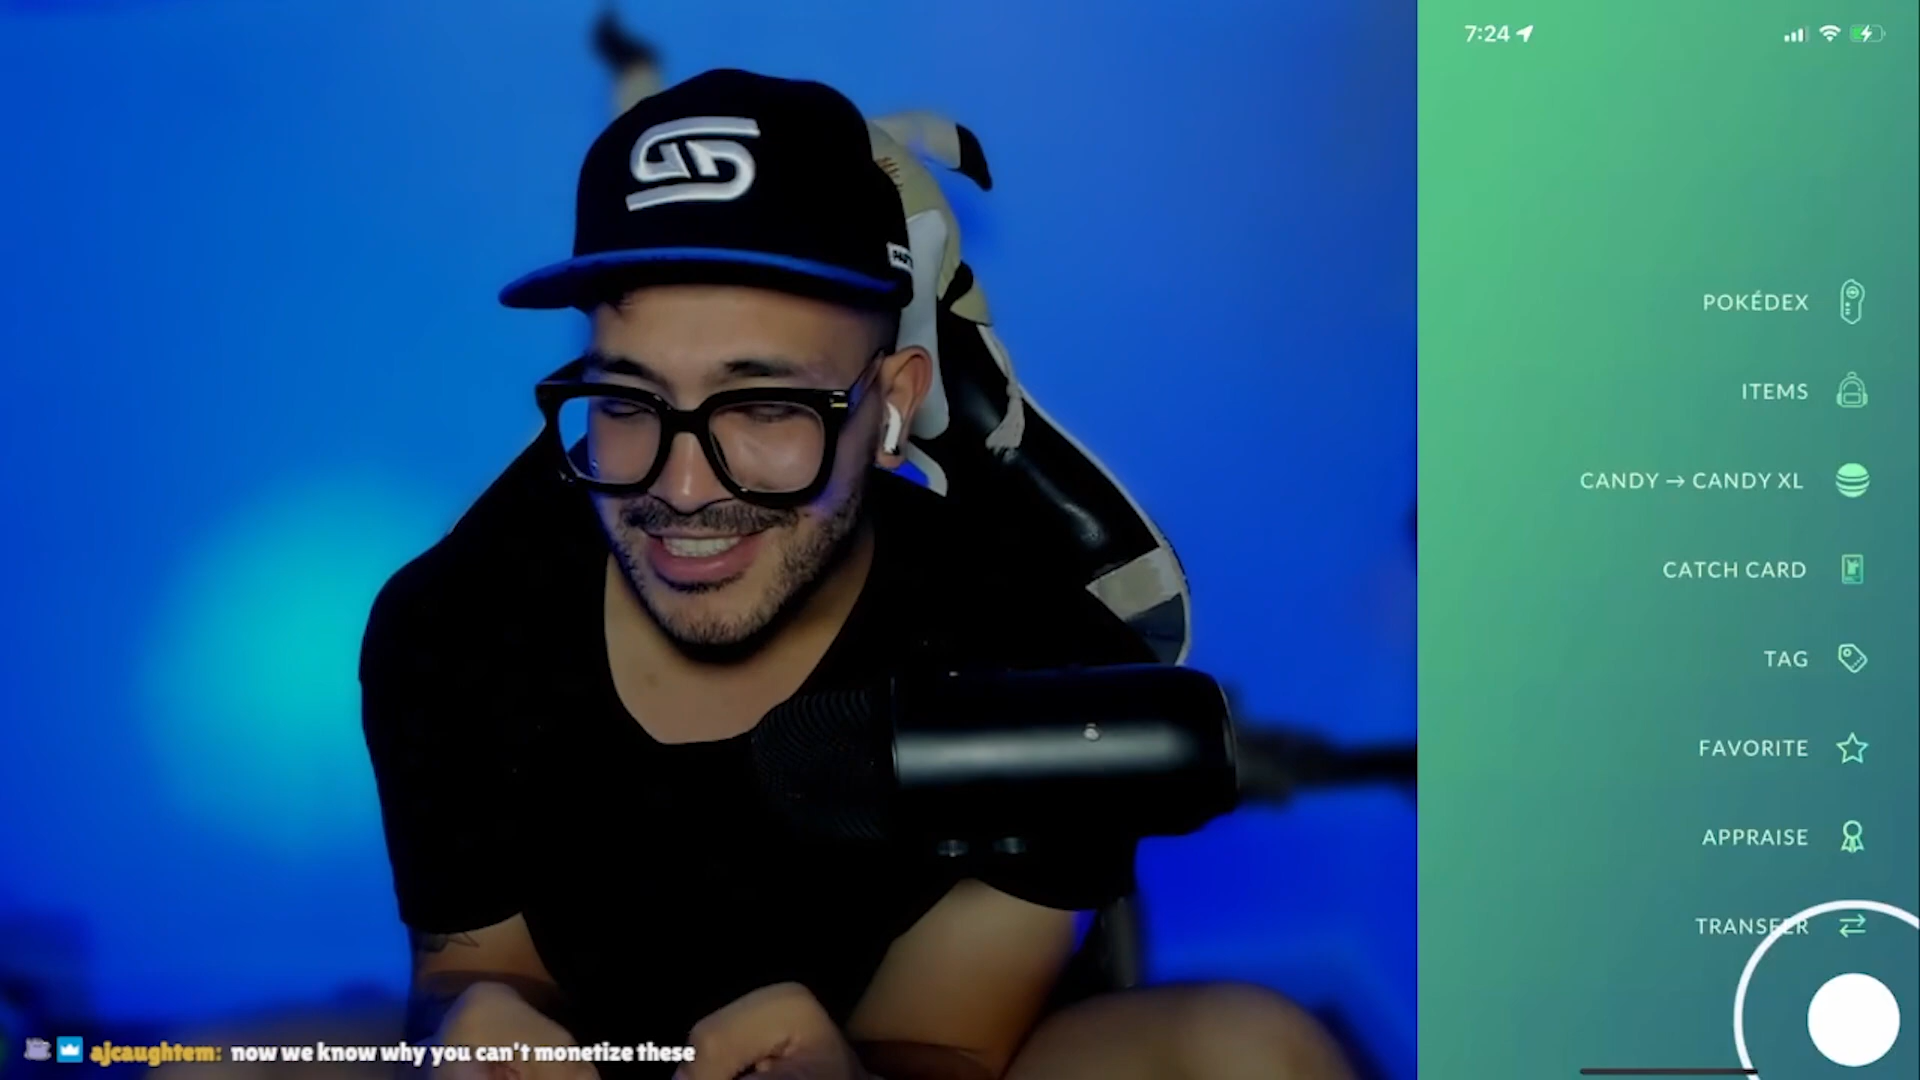 7:24
POKÉDEX
ITEMS
CANDY → CANDY XL
CATCH CARD
TAG
FAVORITE
APPRAISE
TRANSFER
ajcaughtem: now we know why you can't monetize these